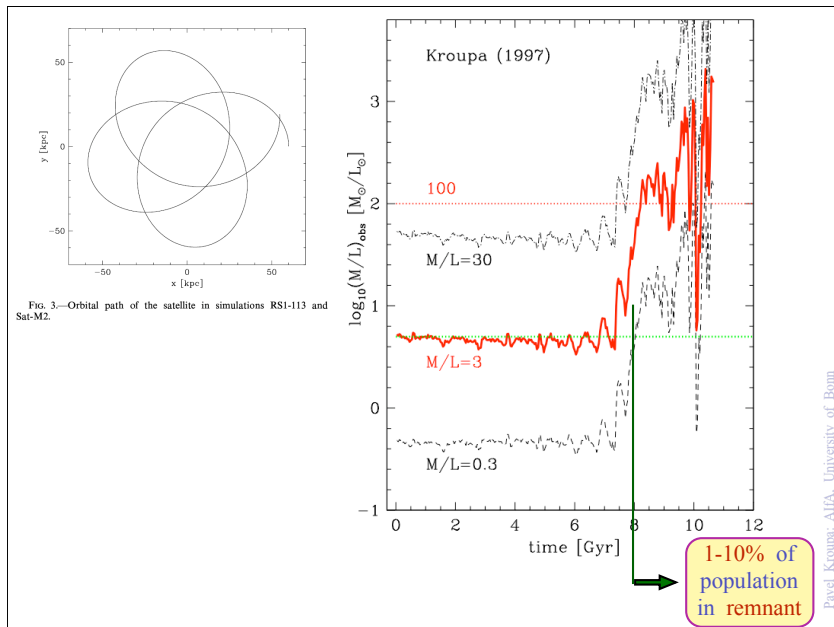 50
0
−50
y [kpc]
−50
0
50
x [kpc]
FIG. 3.—Orbital path of the satellite in simulations RS1-113 and
Sat-M2.
Kroupa (1997)
3
2
1
0
−1
log₁₀(M/L)obs [M⊙/L⊙]
100
M/L=30
M/L=3
M/L=0.3
0
2
4
6
8
10
12
time [Gyr]
1-10% of
population
in remnant
Pavel Kroupa: AIfA, University of Bonn